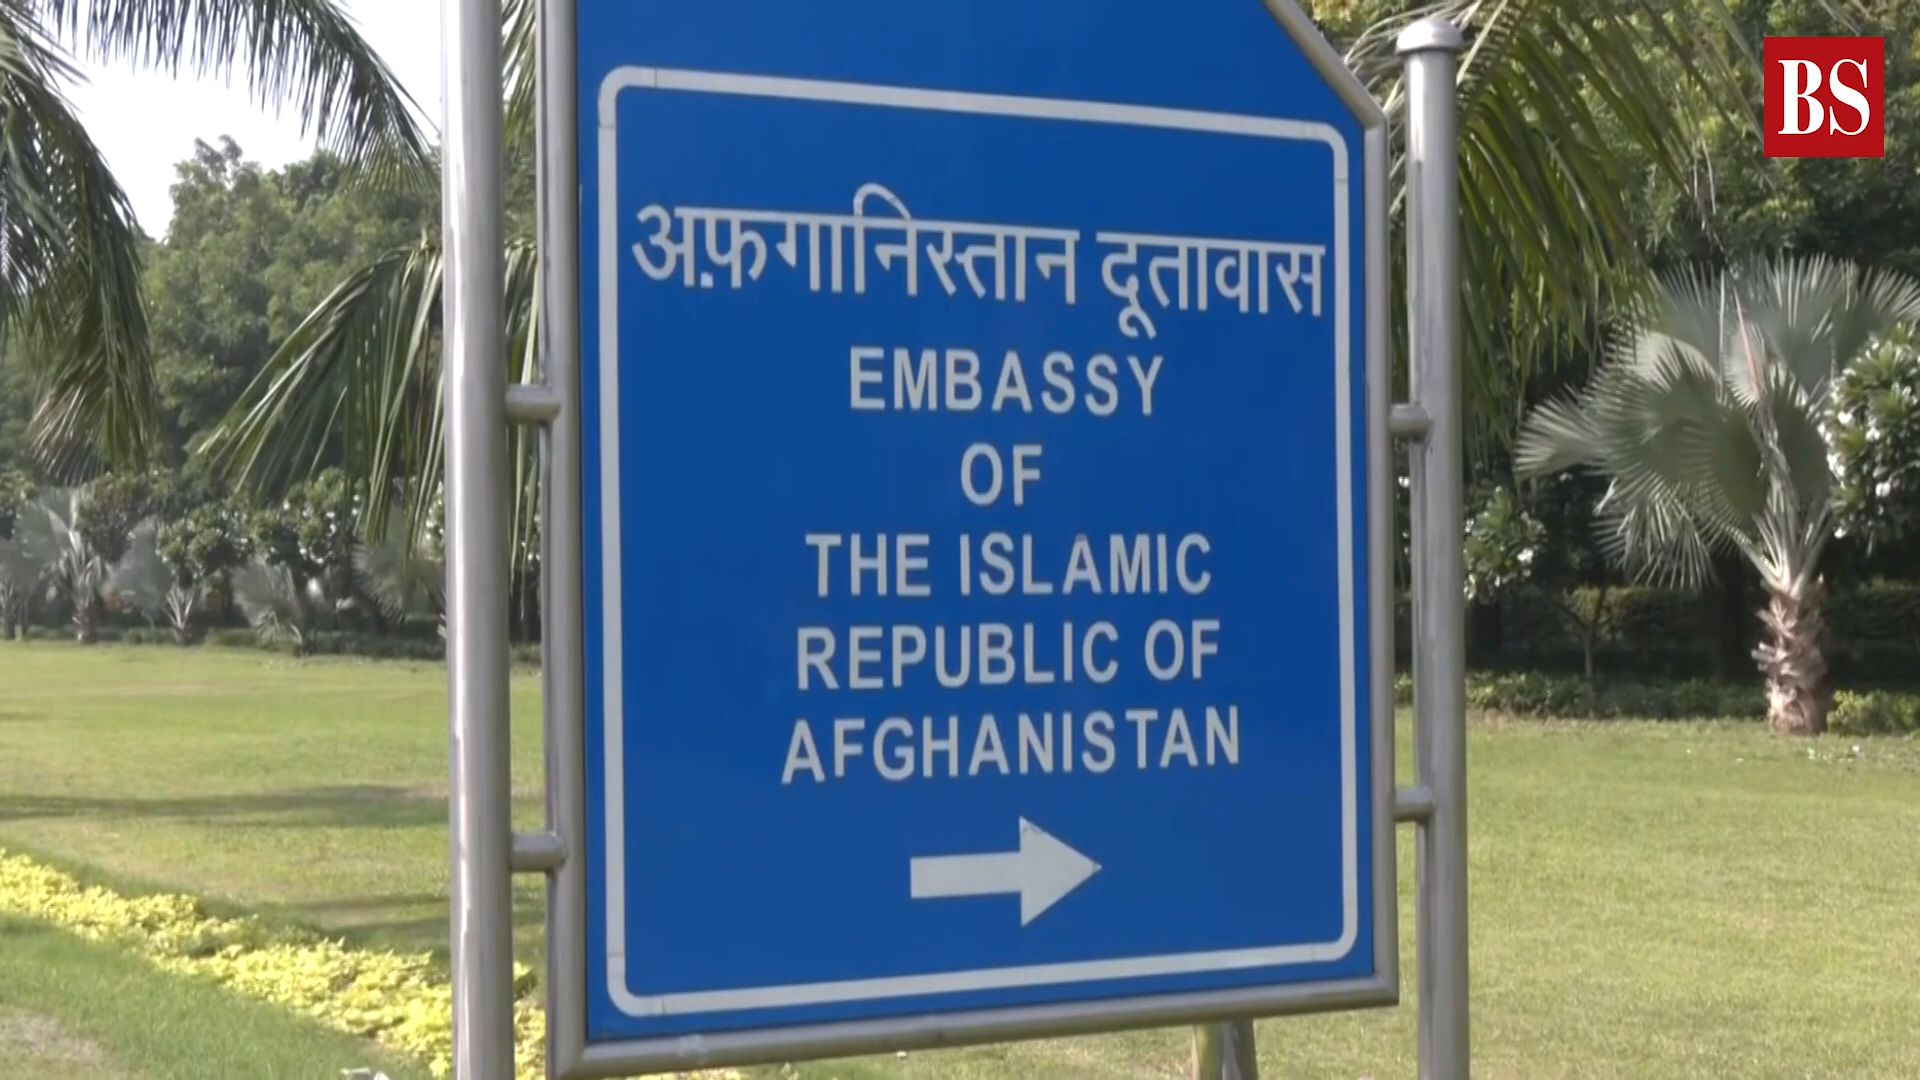 BS
अफ़गानिस्तान दूतावास
EMBASSY
OF
THE ISLAMIC
REPUBLIC OF
AFGHANISTAN